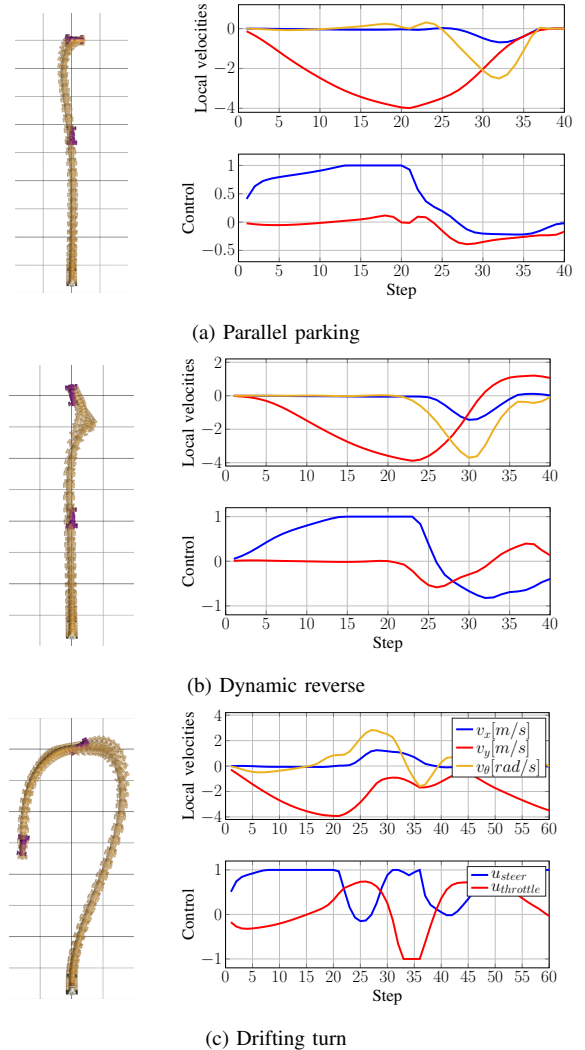 0
−2
−4
Local velocities
0 5 10 15 20 25 30 35 40
1
0.5
0
−0.5
Control
0 5 10 15 20 25 30 35 40
Step
(a) Parallel parking
2
0
−2
−4
Local velocities
0 5 10 15 20 25 30 35 40
1
0
−1
Control
0 5 10 15 20 25 30 35 40
Step
(b) Dynamic reverse
4
2
0
−2
−4
Local velocities
v_x[m/s]
v_y[m/s]
v_θ[rad/s]
0 5 10 15 20 25 30 35 40 45 50 55 60
1
0
−1
Control
u_steer
u_throttle
0 5 10 15 20 25 30 35 40 45 50 55 60
Step
(c) Drifting turn